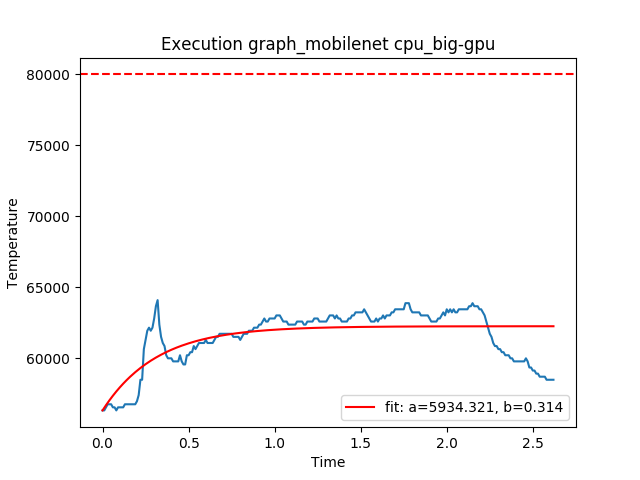 Execution graph_mobilenet cpu_big-gpu
80000
75000
70000
65000
60000
Temperature
0.0 0.5 1.0 1.5 2.0 2.5
Time
fit: a=5934.321, b=0.314